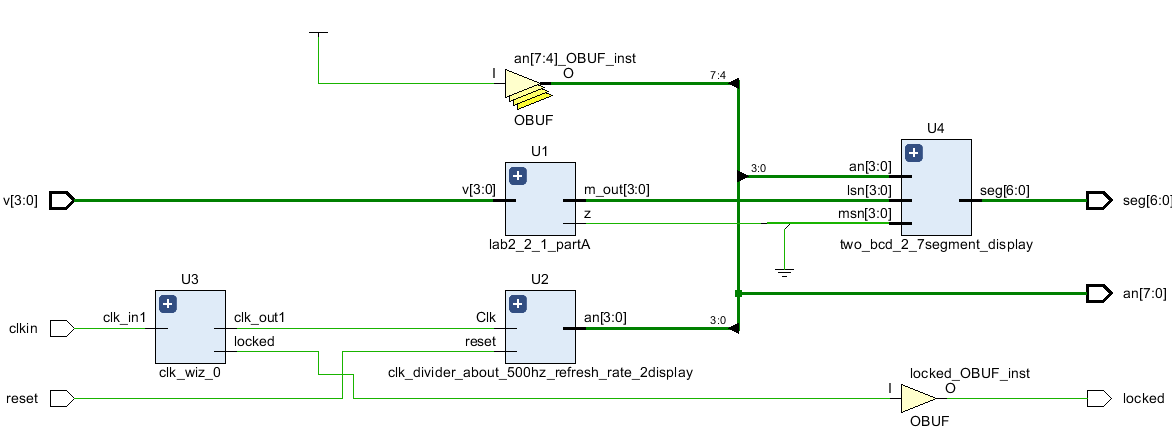 an[7:4]_OBUF_inst
I
O
7:4
OBUF
U4
+
U1
3:0
an[3:0]
+
v[3:0]
v[3:0]
m_out[3:0]
lsn[3:0]
seg[6:0]
seg[6:0]
z
msn[3:0]
lab2_2_1_partA
two_bcd_2_7segment_display
U3
U2
+
+
an[7:0]
clkin
clk_in1
clk_out1
Clk
an[3:0]
3:0
locked
reset
clk_wiz_0
clk_divider_about_500hz_refresh_rate_2display
locked_OBUF_inst
reset
I
O
locked
OBUF